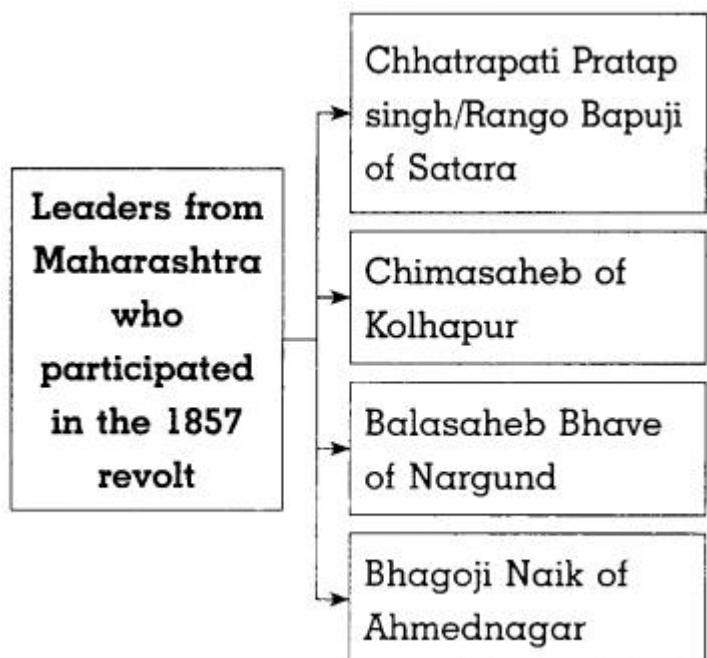 Leaders from
Maharashtra
who
participated
in the 1857
revolt
Chhatrapati Pratap
singh/Rango Bapuji
of Satara
Chimasaheb of
Kolhapur
Balasaheb Bhave
of Nargund
Bhagoji Naik of
Ahmednagar